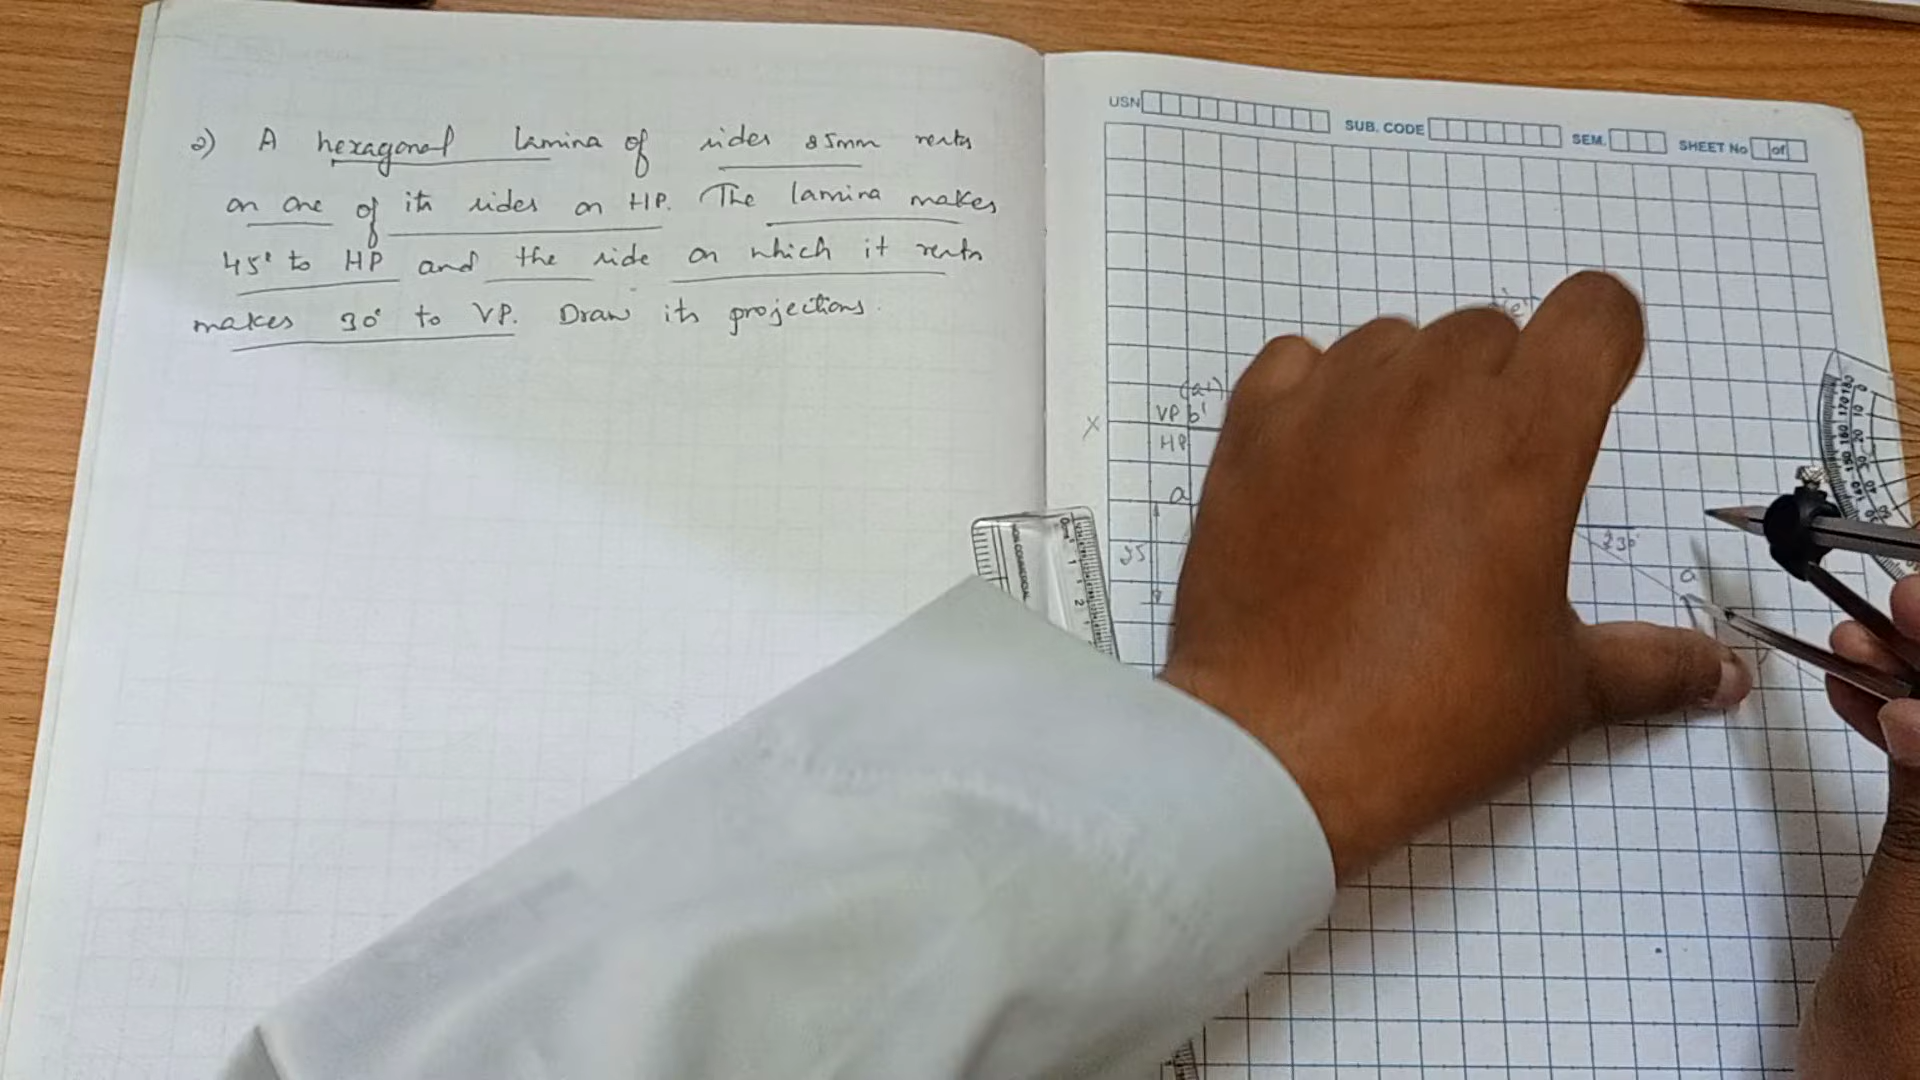 2) A hexagonal lamina of sides 25mm rests
on one of its sides on HP. The lamina makes
45° to HP and the side on which it rests
makes 30° to VP. Draw its projections.
USN SUB. CODE SEM. SHEET No of
e'
(a')
VP b'
X
HP
a
25
30°
a